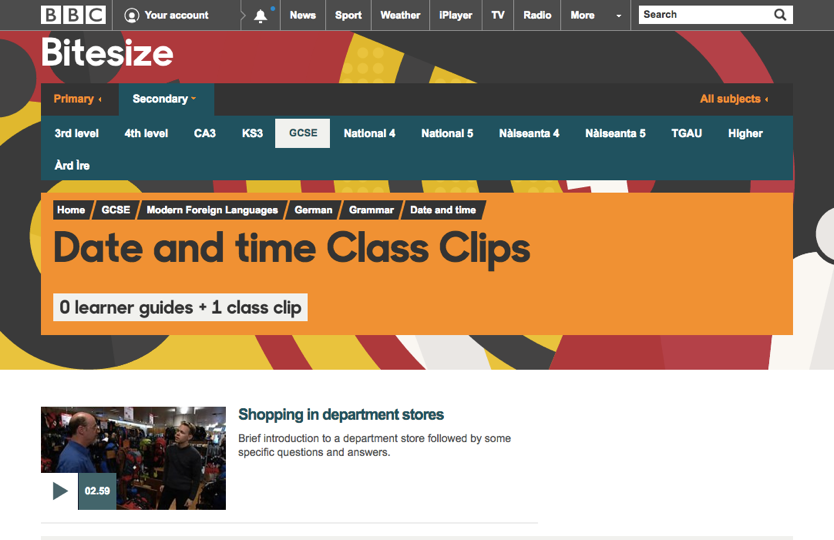 BBC Your account News Sport Weather iPlayer TV Radio More Search
Bitesize
Primary Secondary All subjects
3rd level 4th level CA3 KS3 GCSE National 4 National 5 Nàiseanta 4 Nàiseanta 5 TGAU Higher
Àrd Ìre
Home GCSE Modern Foreign Languages German Grammar Date and time
Date and time Class Clips
0 learner guides + 1 class clip
Shopping in department stores
Brief introduction to a department store followed by some
specific questions and answers.
02.59